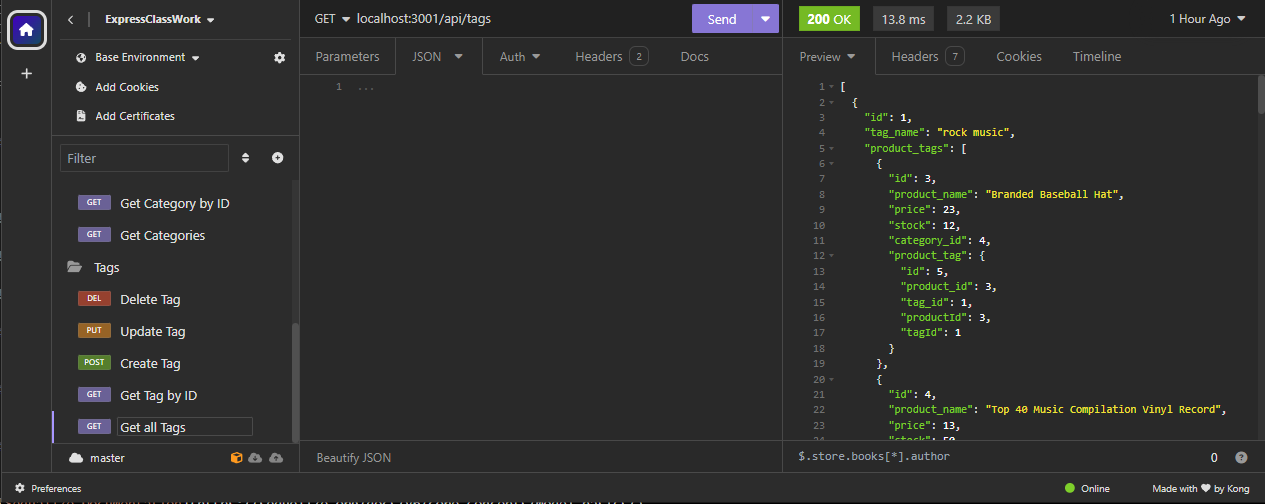 ExpressClassWork
Base Environment
Add Cookies
Add Certificates
Filter
GET Get Category by ID
GET Get Categories
Tags
DEL Delete Tag
PUT Update Tag
POST Create Tag
GET Get Tag by ID
GET Get all Tags
master
Preferences
GET localhost:3001/api/tags
Send
Parameters JSON Auth Headers 2 Docs
1 ...
Beautify JSON
200 OK 13.8 ms 2.2 KB 1 Hour Ago
Preview Headers 7 Cookies Timeline
1 [
2 {
3 "id": 1,
4 "tag_name": "rock music",
5 "product_tags": [
6 {
7 "id": 3,
8 "product_name": "Branded Baseball Hat",
9 "price": 23,
10 "stock": 12,
11 "category_id": 4,
12 "product_tag": {
13 "id": 5,
14 "product_id": 3,
15 "tag_id": 1,
16 "productId": 3,
17 "tagId": 1
18 }
19 },
20 {
21 "id": 4,
22 "product_name": "Top 40 Music Compilation Vinyl Record",
23 "price": 13,
24 "stock": 50
$.store.books[*].author 0
Online Made with ❤ by Kong